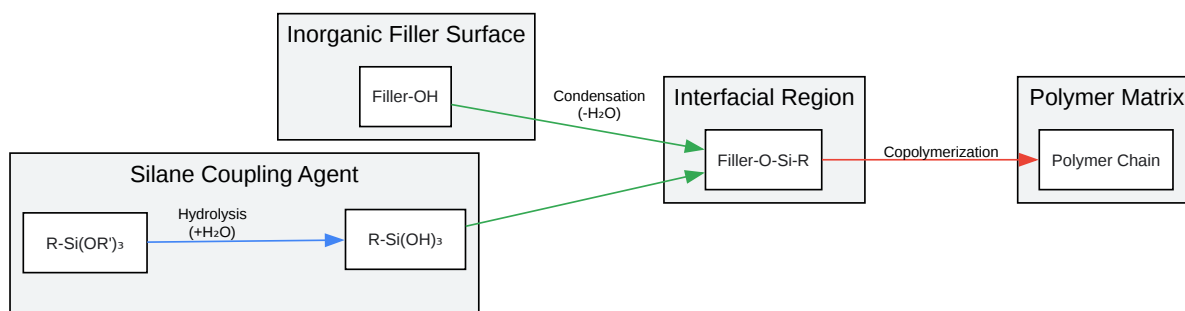 Inorganic Filler Surface
Filler-OH
Condensation
(-H₂O)
Interfacial Region
Filler-O-Si-R
Copolymerization
Polymer Matrix
Polymer Chain
Silane Coupling Agent
R-Si(OR')₃
Hydrolysis
(+H₂O)
R-Si(OH)₃